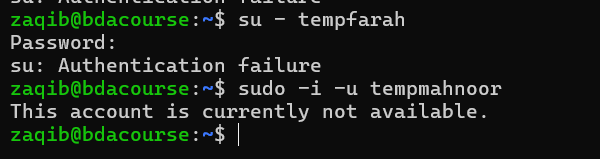 su: Authentication failure
zaqib@bdacourse:~$ su - tempfarah
Password:
su: Authentication failure
zaqib@bdacourse:~$ sudo -i -u tempmahnoor
This account is currently not available.
zaqib@bdacourse:~$